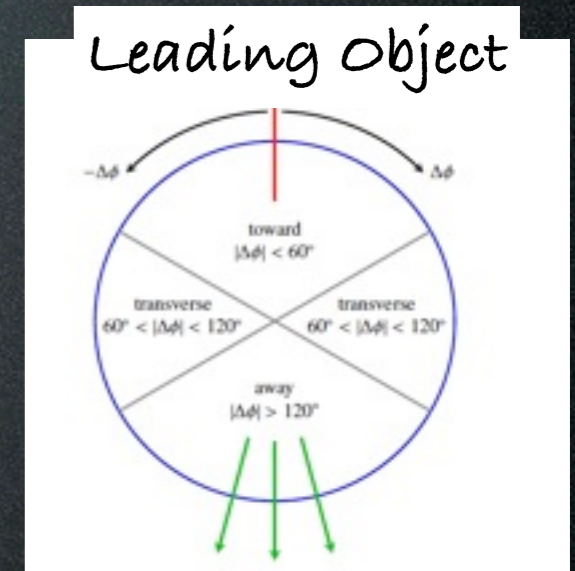 Leading Object
-Δϕ Δϕ
toward
|Δϕ| < 60°
transverse transverse
60° < |Δϕ| < 120° 60° < |Δϕ| < 120°
away
|Δϕ| > 120°